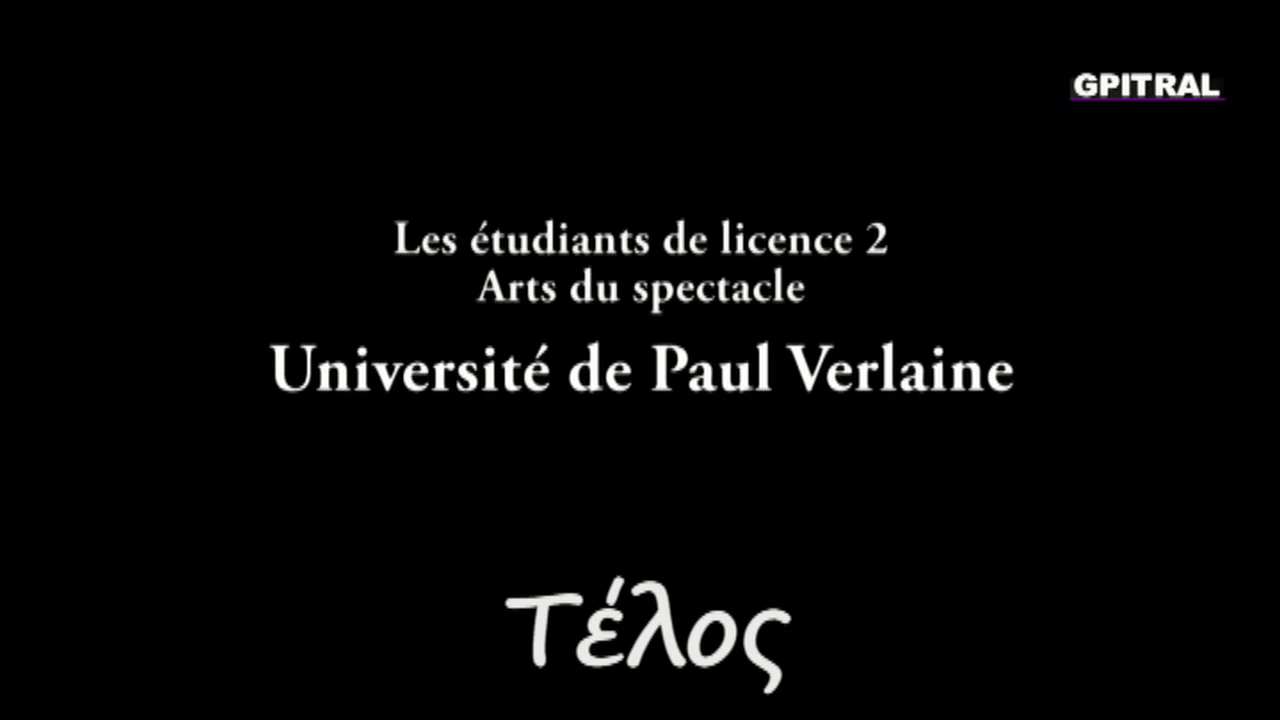 GPITRAL
Les étudiants de licence 2
Arts du spectacle
Université de Paul Verlaine
Τέλος